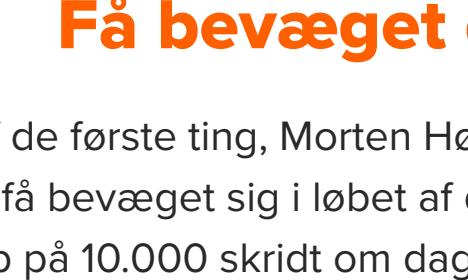 Få bevæget
de første ting, Morten Hø
få bevæget sig i løbet af
på 10.000 skridt om dag